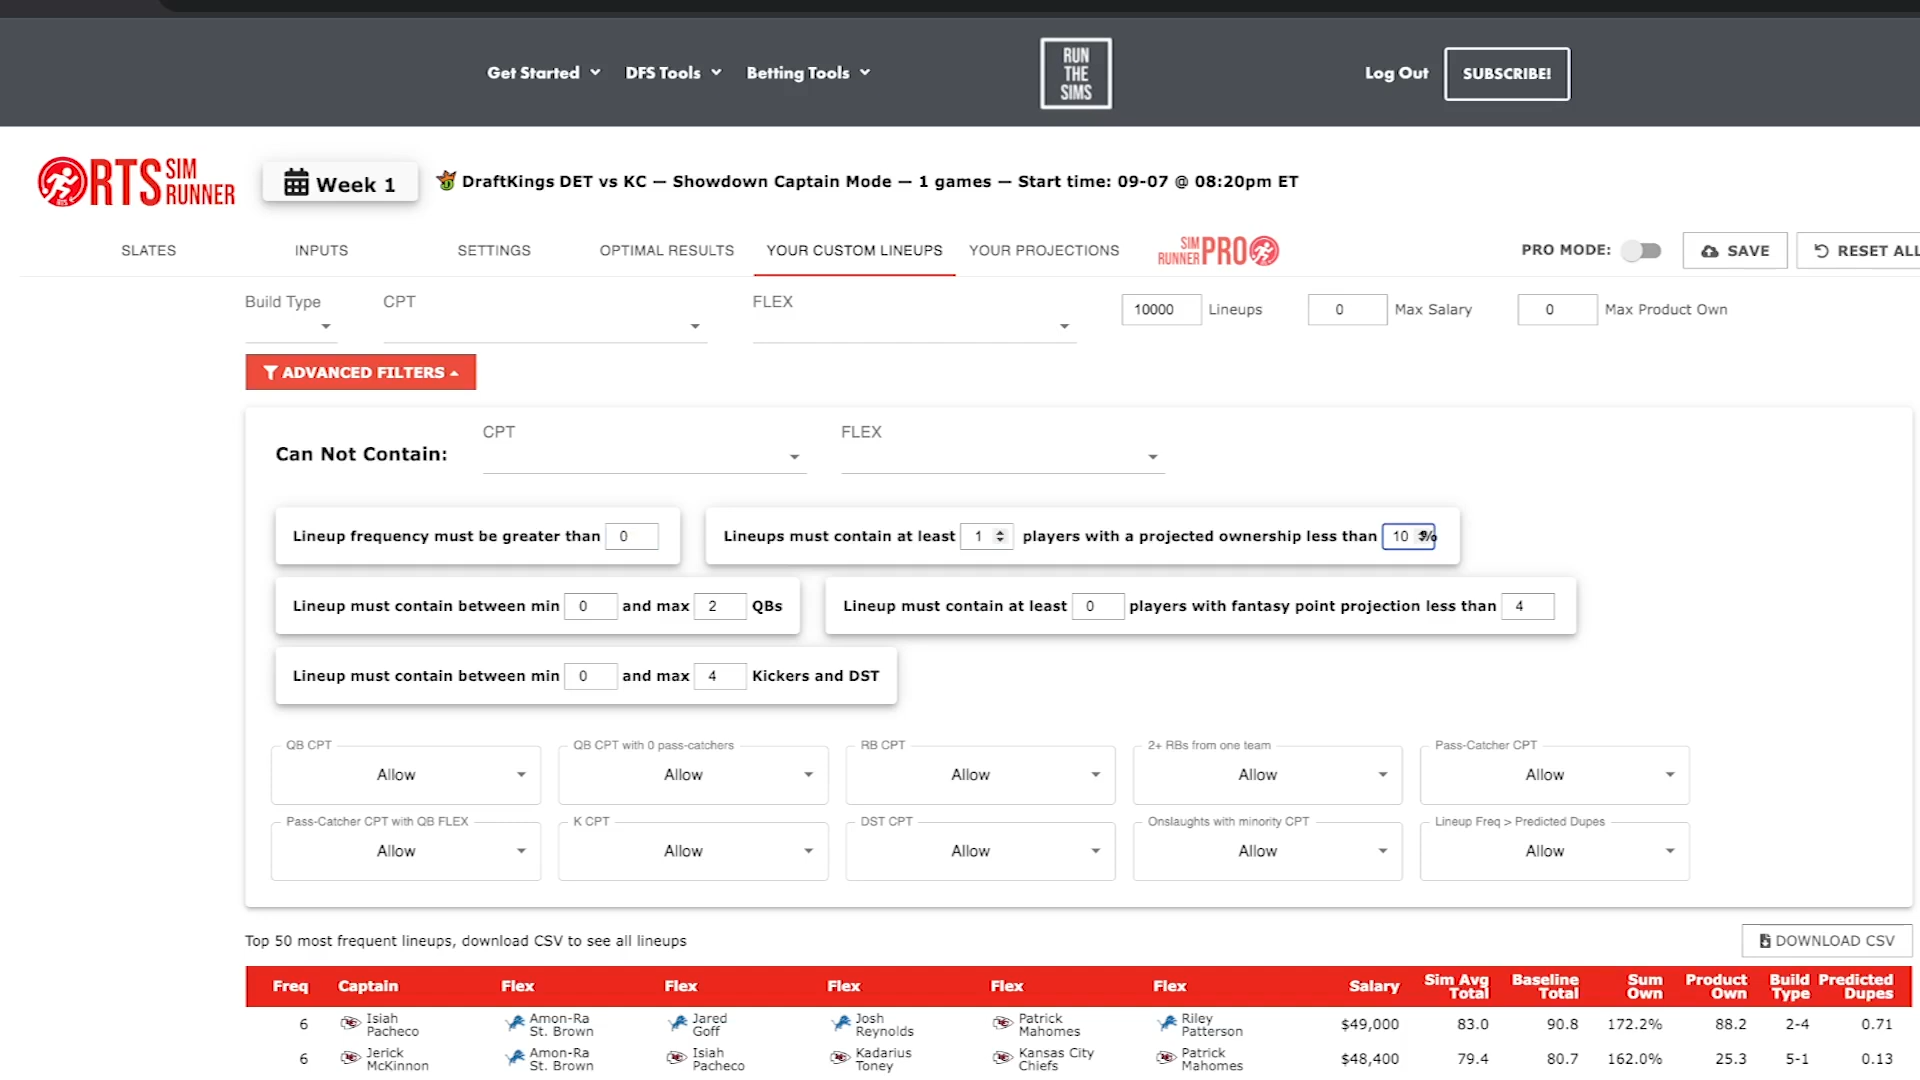 Get Started
DFS Tools
Betting Tools
RUN
THE
SIMS
Log Out
SUBSCRIBE!
RTS SIM RUNNER
Week 1
DraftKings DET vs KC — Showdown Captain Mode — 1 games — Start time: 09-07 @ 08:20pm ET
SLATES
INPUTS
SETTINGS
OPTIMAL RESULTS
YOUR CUSTOM LINEUPS
YOUR PROJECTIONS
SIM RUNNER PRO
PRO MODE:
SAVE
RESET ALL
Build Type
CPT
FLEX
10000 Lineups
0 Max Salary
0 Max Product Own
ADVANCED FILTERS
Can Not Contain:
CPT
FLEX
Lineup frequency must be greater than 0
Lineups must contain at least 1 players with a projected ownership less than 10 %
Lineup must contain between min 0 and max 2 QBs
Lineup must contain at least 0 players with fantasy point projection less than 4
Lineup must contain between min 0 and max 4 Kickers and DST
QB CPT
Allow
QB CPT with 0 pass-catchers
Allow
RB CPT
Allow
2+ RBs from one team
Allow
Pass-Catcher CPT
Allow
Pass-Catcher CPT with QB FLEX
Allow
K CPT
Allow
DST CPT
Allow
Onslaughts with minority CPT
Allow
Lineup Freq > Predicted Dupes
Allow
Top 50 most frequent lineups, download CSV to see all lineups
DOWNLOAD CSV
Freq Captain Flex Flex Flex Flex Flex Salary Sim Avg Total Baseline Total Sum Own Product Own Build Type Predicted Dupes
6 Isiah Pacheco Amon-Ra St. Brown Jared Goff Josh Reynolds Patrick Mahomes Riley Patterson $49,000 83.0 90.8 172.2% 88.2 2-4 0.71
6 Jerick McKinnon Amon-Ra St. Brown Isiah Pacheco Kadarius Toney Kansas City Chiefs Patrick Mahomes $48,400 79.4 80.7 162.0% 25.3 5-1 0.13